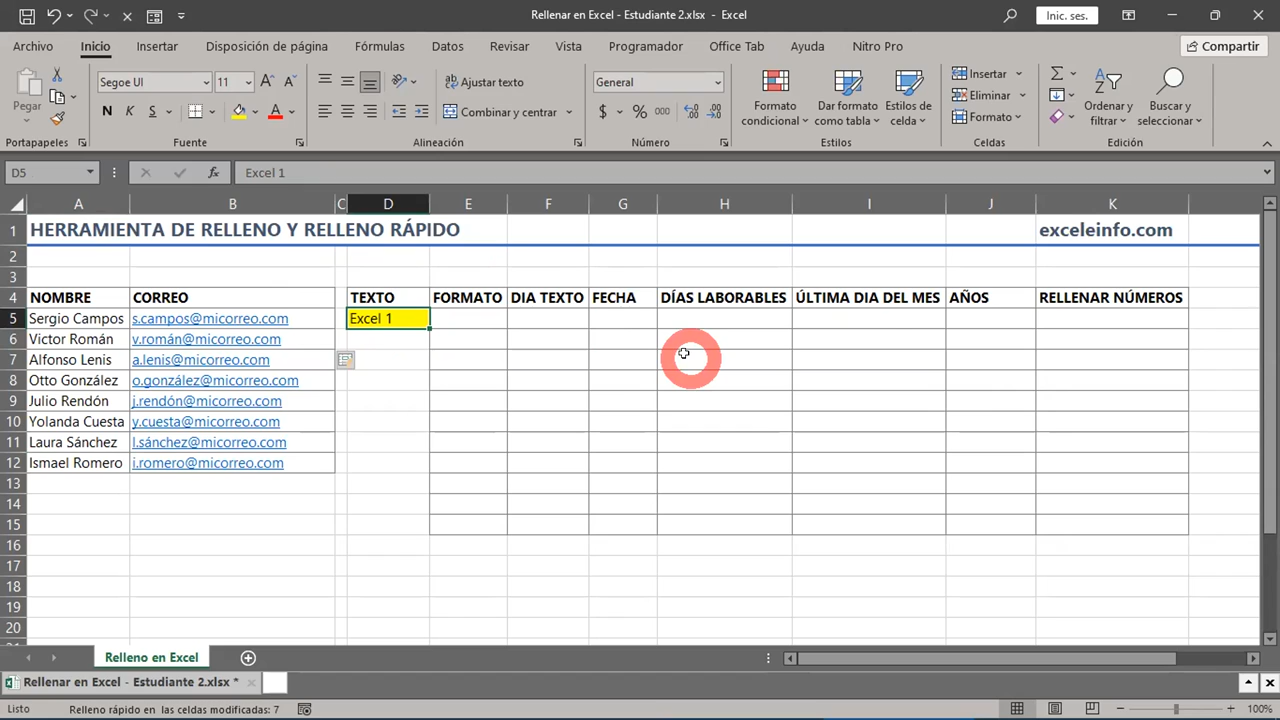 Rellenar en Excel - Estudiante 2.xlsx - Excel
Inic. ses.
Archivo Inicio Insertar Disposición de página Fórmulas Datos Revisar Vista Programador Office Tab Ayuda Nitro Pro Compartir
Pegar
Portapapeles
Segoe UI 11
N K S
Fuente
Ajustar texto
Combinar y centrar
Alineación
General
$ % 000
Número
Formato condicional
Dar formato como tabla
Estilos de celda
Estilos
Insertar
Eliminar
Formato
Celdas
Ordenar y filtrar
Buscar y seleccionar
Edición
D5 fx Excel 1
A B C D E F G H I J K
1 HERRAMIENTA DE RELLENO Y RELLENO RÁPIDO exceleinfo.com
2
3
4 NOMBRE CORREO TEXTO FORMATO DIA TEXTO FECHA DÍAS LABORABLES ÚLTIMA DIA DEL MES AÑOS RELLENAR NÚMEROS
5 Sergio Campos s.campos@micorreo.com Excel 1
6 Victor Román v.román@micorreo.com
7 Alfonso Lenis a.lenis@micorreo.com
8 Otto González o.gonzález@micorreo.com
9 Julio Rendón j.rendón@micorreo.com
10 Yolanda Cuesta y.cuesta@micorreo.com
11 Laura Sánchez l.sánchez@micorreo.com
12 Ismael Romero i.romero@micorreo.com
13
14
15
16
17
18
19
20
Relleno en Excel
Rellenar en Excel - Estudiante 2.xlsx *
Listo Relleno rápido en las celdas modificadas: 7 100%